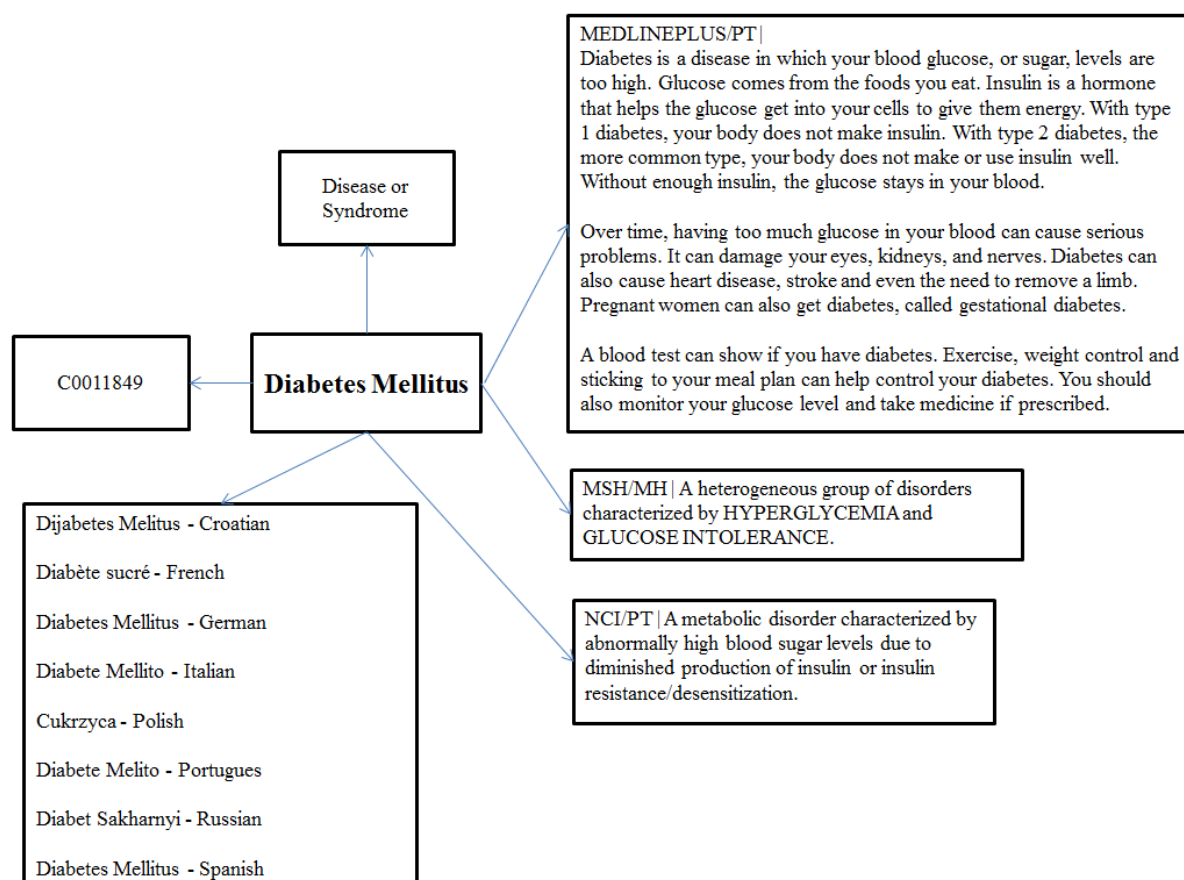 MEDLINEPLUS/PT|
Diabetes is a disease in which your blood glucose, or sugar, levels are
too high. Glucose comes from the foods you eat. Insulin is a hormone
that helps the glucose get into your cells to give them energy. With type
1 diabetes, your body does not make insulin. With type 2 diabetes, the
more common type, your body does not make or use insulin well.
Without enough insulin, the glucose stays in your blood.
Over time, having too much glucose in your blood can cause serious
problems. It can damage your eyes, kidneys, and nerves. Diabetes can
also cause heart disease, stroke and even the need to remove a limb.
Pregnant women can also get diabetes, called gestational diabetes.
A blood test can show if you have diabetes. Exercise, weight control and
sticking to your meal plan can help control your diabetes. You should
also monitor your glucose level and take medicine if prescribed.
Disease or
Syndrome
C0011849
Diabetes Mellitus
MSH/MH| A heterogeneous group of disorders
characterized by HYPERGLYCEMIA and
GLUCOSE INTOLERANCE.
NCI/PT| A metabolic disorder characterized by
abnormally high blood sugar levels due to
diminished production of insulin or insulin
resistance/desensitization.
Dijabetes Melitus - Croatian
Diabète sucré - French
Diabetes Mellitus - German
Diabete Mellito - Italian
Cukrzyca - Polish
Diabete Melito - Portugues
Diabet Sakharnyi - Russian
Diabetes Mellitus - Spanish